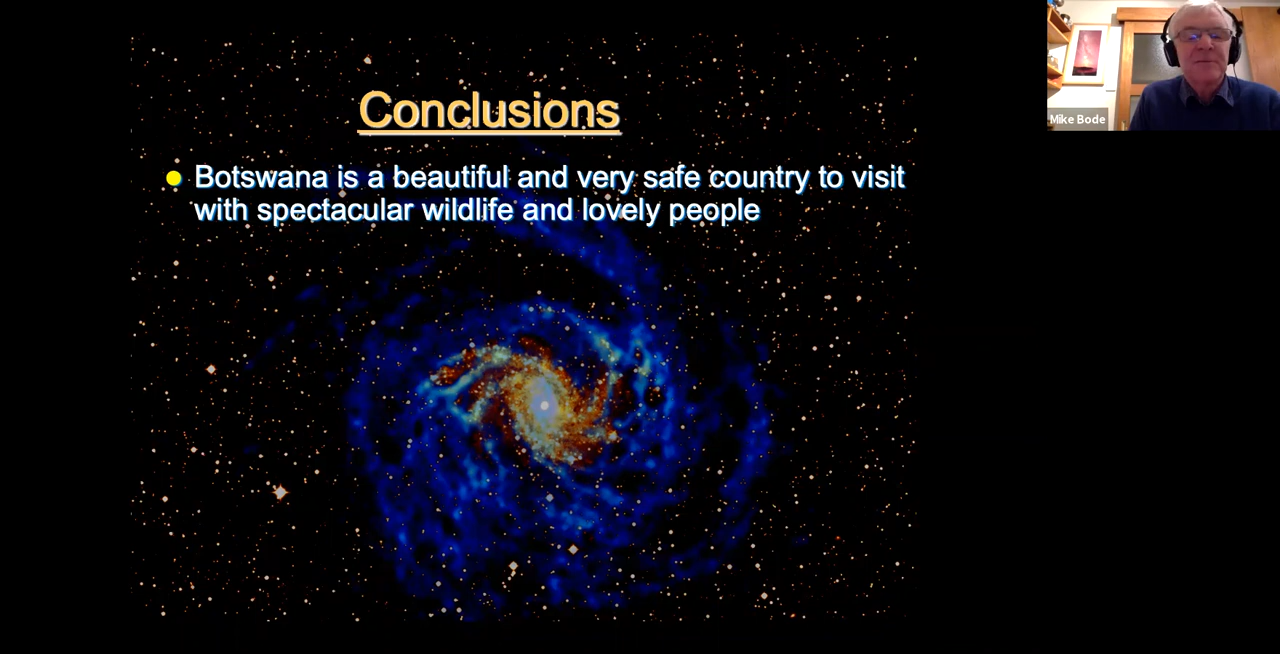 Conclusions
Botswana is a beautiful and very safe country to visit
with spectacular wildlife and lovely people
Mike Bode